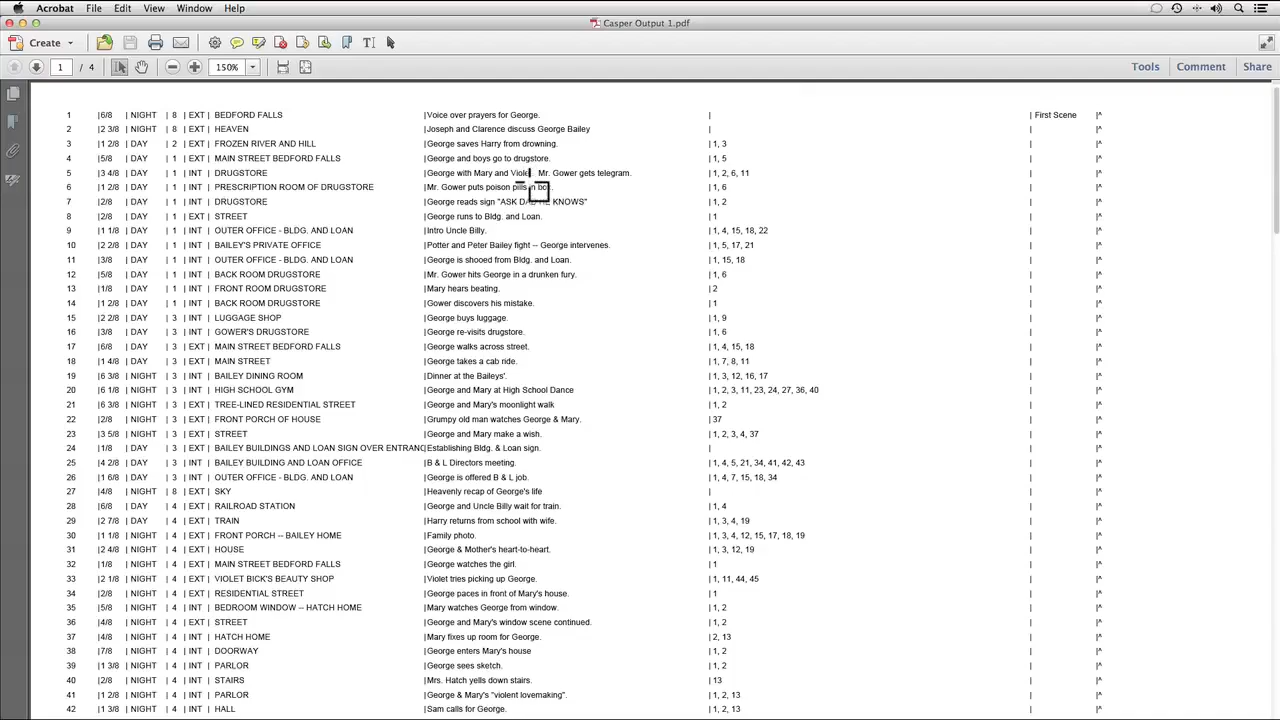 Acrobat File Edit View Window Help
Casper Output 1.pdf
Create
1 / 4 150% Tools Comment Share
1 |6/8 | NIGHT | 8 | EXT | BEDFORD FALLS |Voice over prayers for George. | | First Scene |^
2 |2 3/8 | NIGHT | 8 | EXT | HEAVEN |Joseph and Clarence discuss George Bailey | | |^
3 |1 2/8 | DAY | 2 | EXT | FROZEN RIVER AND HILL |George saves Harry from drowning. | 1, 3 | |^
4 |5/8 | DAY | 1 | EXT | MAIN STREET BEDFORD FALLS |George and boys go to drugstore. | 1, 5 | |^
5 |3 4/8 | DAY | 1 | INT | DRUGSTORE |George with Mary and Mr. Gower gets telegram. | 1, 2, 6, 11 | |^
6 |1 2/8 | DAY | 1 | INT | PRESCRIPTION ROOM OF DRUGSTORE |Mr. Gower puts poison pills | 1, 6 | |^
7 |2/8 | DAY | 1 | INT | DRUGSTORE |George reads sign "ASK KNOWS" | 1, 2 | |^
8 |2/8 | DAY | 1 | EXT | STREET |George runs to Bldg. and Loan. | 1 | |^
9 |1 1/8 | DAY | 1 | INT | OUTER OFFICE - BLDG. AND LOAN |Intro Uncle Billy. | 1, 4, 15, 18, 22 | |^
10 |2 2/8 | DAY | 1 | INT | BAILEY'S PRIVATE OFFICE |Potter and Peter Bailey fight -- George intervenes. | 1, 5, 17, 21 | |^
11 |3/8 | DAY | 1 | INT | OUTER OFFICE - BLDG. AND LOAN |George is shooed from Bldg. and Loan. | 1, 15, 18 | |^
12 |5/8 | DAY | 1 | INT | BACK ROOM DRUGSTORE |Mr. Gower hits George in a drunken fury. | 1, 6 | |^
13 |1/8 | DAY | 1 | INT | FRONT ROOM DRUGSTORE |Mary hears beating. | 2 | |^
14 |1 2/8 | DAY | 1 | INT | BACK ROOM DRUGSTORE |Gower discovers his mistake. | 1 | |^
15 |2 2/8 | DAY | 3 | INT | LUGGAGE SHOP |George buys luggage. | 1, 9 | |^
16 |3/8 | DAY | 3 | INT | GOWER'S DRUGSTORE |George re-visits drugstore. | 1, 6 | |^
17 |6/8 | DAY | 3 | EXT | MAIN STREET BEDFORD FALLS |George walks across street. | 1, 4, 15, 18 | |^
18 |1 4/8 | DAY | 3 | EXT | MAIN STREET |George takes a cab ride. | 1, 7, 8, 11 | |^
19 |6 3/8 | NIGHT | 3 | INT | BAILEY DINING ROOM |Dinner at the Baileys'. | 1, 3, 12, 16, 17 | |^
20 |6 1/8 | NIGHT | 3 | INT | HIGH SCHOOL GYM |George and Mary at High School Dance | 1, 2, 3, 11, 23, 24, 27, 36, 40 | |^
21 |6 3/8 | NIGHT | 3 | EXT | TREE-LINED RESIDENTIAL STREET |George and Mary's moonlight walk | 1, 2 | |^
22 |2/8 | NIGHT | 3 | EXT | FRONT PORCH OF HOUSE |Grumpy old man watches George & Mary. | 37 | |^
23 |3 5/8 | NIGHT | 3 | EXT | STREET |George and Mary make a wish. | 1, 2, 3, 4, 37 | |^
24 |1/8 | DAY | 3 | EXT | BAILEY BUILDINGS AND LOAN SIGN OVER ENTRANC|Establishing Bldg. & Loan sign. | | |^
25 |4 2/8 | DAY | 3 | INT | BAILEY BUILDING AND LOAN OFFICE |B & L Directors meeting. | 1, 4, 5, 21, 34, 41, 42, 43 | |^
26 |1 6/8 | DAY | 3 | INT | OUTER OFFICE - BLDG. AND LOAN |George is offered B & L job. | 1, 4, 7, 15, 18, 34 | |^
27 |4/8 | NIGHT | 8 | EXT | SKY |Heavenly recap of George's life | | |^
28 |6/8 | DAY | 4 | EXT | RAILROAD STATION |George and Uncle Billy wait for train. | 1, 4 | |^
29 |2 7/8 | DAY | 4 | EXT | TRAIN |Harry returns from school with wife. | 1, 3, 4, 19 | |^
30 |1 1/8 | NIGHT | 4 | EXT | FRONT PORCH -- BAILEY HOME |Family photo. | 1, 3, 4, 12, 15, 17, 18, 19 | |^
31 |2 4/8 | NIGHT | 4 | EXT | HOUSE |George & Mother's heart-to-heart. | 1, 3, 12, 19 | |^
32 |1/8 | NIGHT | 4 | EXT | MAIN STREET BEDFORD FALLS |George watches the girl. | 1 | |^
33 |2 1/8 | NIGHT | 4 | EXT | VIOLET BICK'S BEAUTY SHOP |Violet tries picking up George. | 1, 11, 44, 45 | |^
34 |2/8 | NIGHT | 4 | EXT | RESIDENTIAL STREET |George paces in front of Mary's house. | 1 | |^
35 |5/8 | NIGHT | 4 | INT | BEDROOM WINDOW -- HATCH HOME |Mary watches George from window. | 1, 2 | |^
36 |4/8 | NIGHT | 4 | EXT | STREET |George and Mary's window scene continued. | 1, 2 | |^
37 |4/8 | NIGHT | 4 | INT | HATCH HOME |Mary fixes up room for George. | 2, 13 | |^
38 |7/8 | NIGHT | 4 | INT | DOORWAY |George enters Mary's house | 1, 2 | |^
39 |1 3/8 | NIGHT | 4 | INT | PARLOR |George sees sketch. | 1, 2 | |^
40 |2/8 | NIGHT | 4 | INT | STAIRS |Mrs. Hatch yells down stairs. | 13 | |^
41 |1 2/8 | NIGHT | 4 | INT | PARLOR |George & Mary's "violent lovemaking". | 1, 2, 13 | |^
42 |1 3/8 | NIGHT | 4 | INT | HALL |Sam calls for George. | 1, 2, 13 | |^